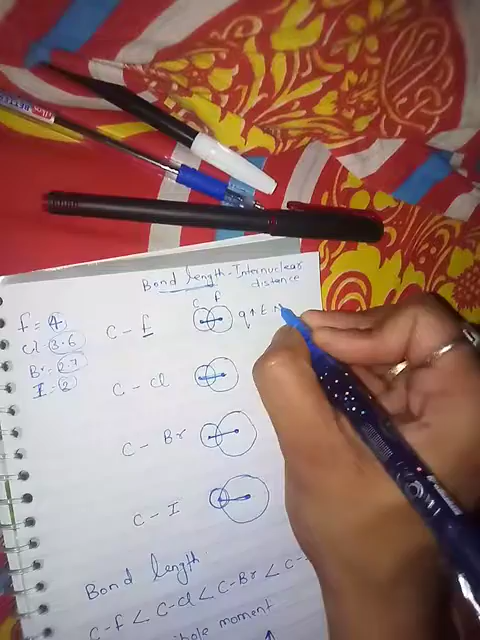 Bond length - Internuclear
distance
f = 4
Cl 3.6
Br = 2.7
I = 2
C - f
C F
q↑ E N
C - Cl
C - Br
C - I
Bond length
C-f < C-Cl < C-Br < C-
moment